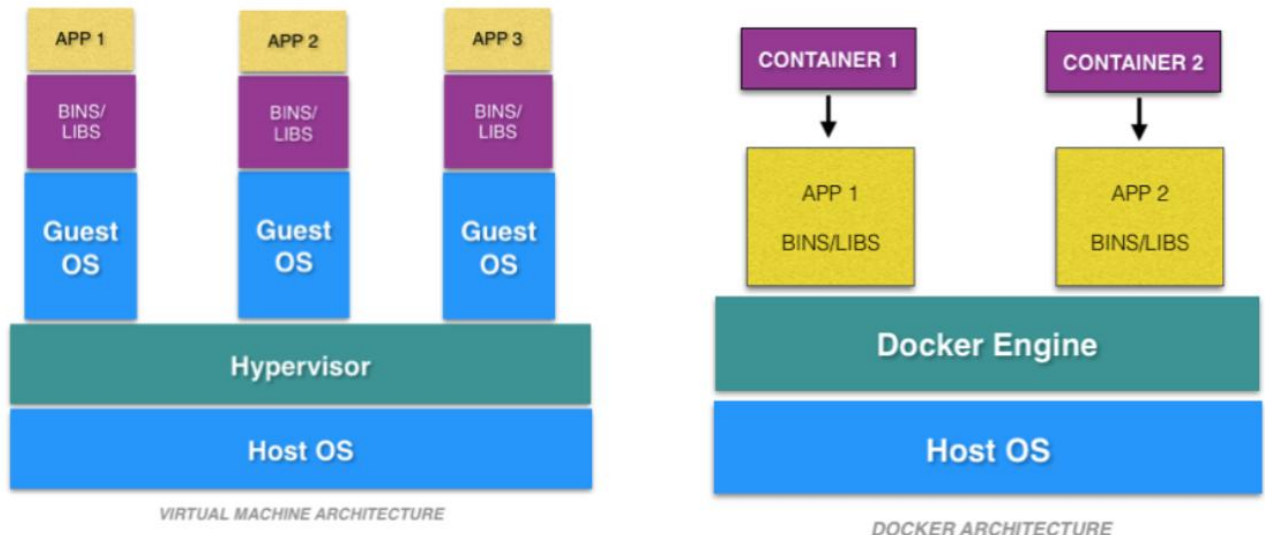 APP 1
APP 2
APP 3
BINS/
LIBS
BINS/
LIBS
BINS/
LIBS
Guest
OS
Guest
OS
Guest
OS
Hypervisor
Host OS
VIRTUAL MACHINE ARCHITECTURE
CONTAINER 1
CONTAINER 2
APP 1
BINS/LIBS
APP 2
BINS/LIBS
Docker Engine
Host OS
DOCKER ARCHITECTURE